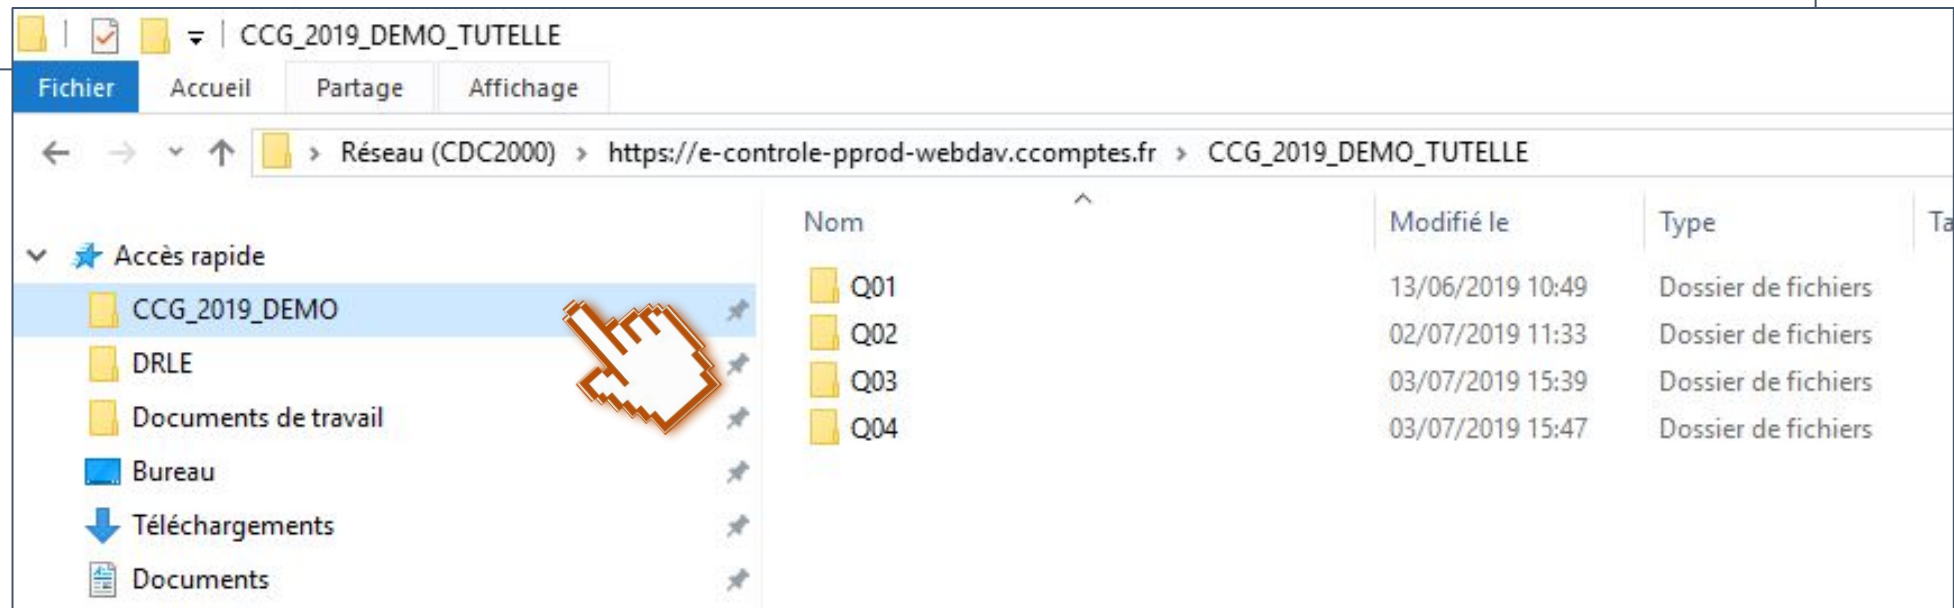 CCG_2019_DEMO_TUTELLE
Fichier Accueil Partage Affichage
Réseau (CDC2000) > https://e-controle-pprod-webdav.ccomptes.fr > CCG_2019_DEMO_TUTELLE
Nom Modifié le Type Ta
Accès rapide
CCG_2019_DEMO
DRLE
Documents de travail
Bureau
Téléchargements
Documents
Q01 13/06/2019 10:49 Dossier de fichiers
Q02 02/07/2019 11:33 Dossier de fichiers
Q03 03/07/2019 15:39 Dossier de fichiers
Q04 03/07/2019 15:47 Dossier de fichiers